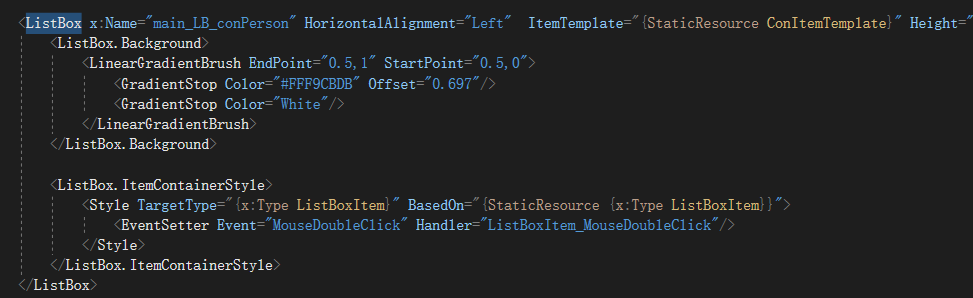 <ListBox x:Name="main_LB_conPerson" HorizontalAlignment="Left"  ItemTemplate="{StaticResource ConItemTemplate}" Height="
<ListBox.Background>
<LinearGradientBrush EndPoint="0.5,1" StartPoint="0.5,0">
<GradientStop Color="#FFF9CBDB" Offset="0.697"/>
<GradientStop Color="White"/>
</LinearGradientBrush>
</ListBox.Background>
<ListBox.ItemContainerStyle>
<Style TargetType="{x:Type ListBoxItem}" BasedOn="{StaticResource {x:Type ListBoxItem}}">
<EventSetter Event="MouseDoubleClick" Handler="ListBoxItem_MouseDoubleClick"/>
</Style>
</ListBox.ItemContainerStyle>
</ListBox>